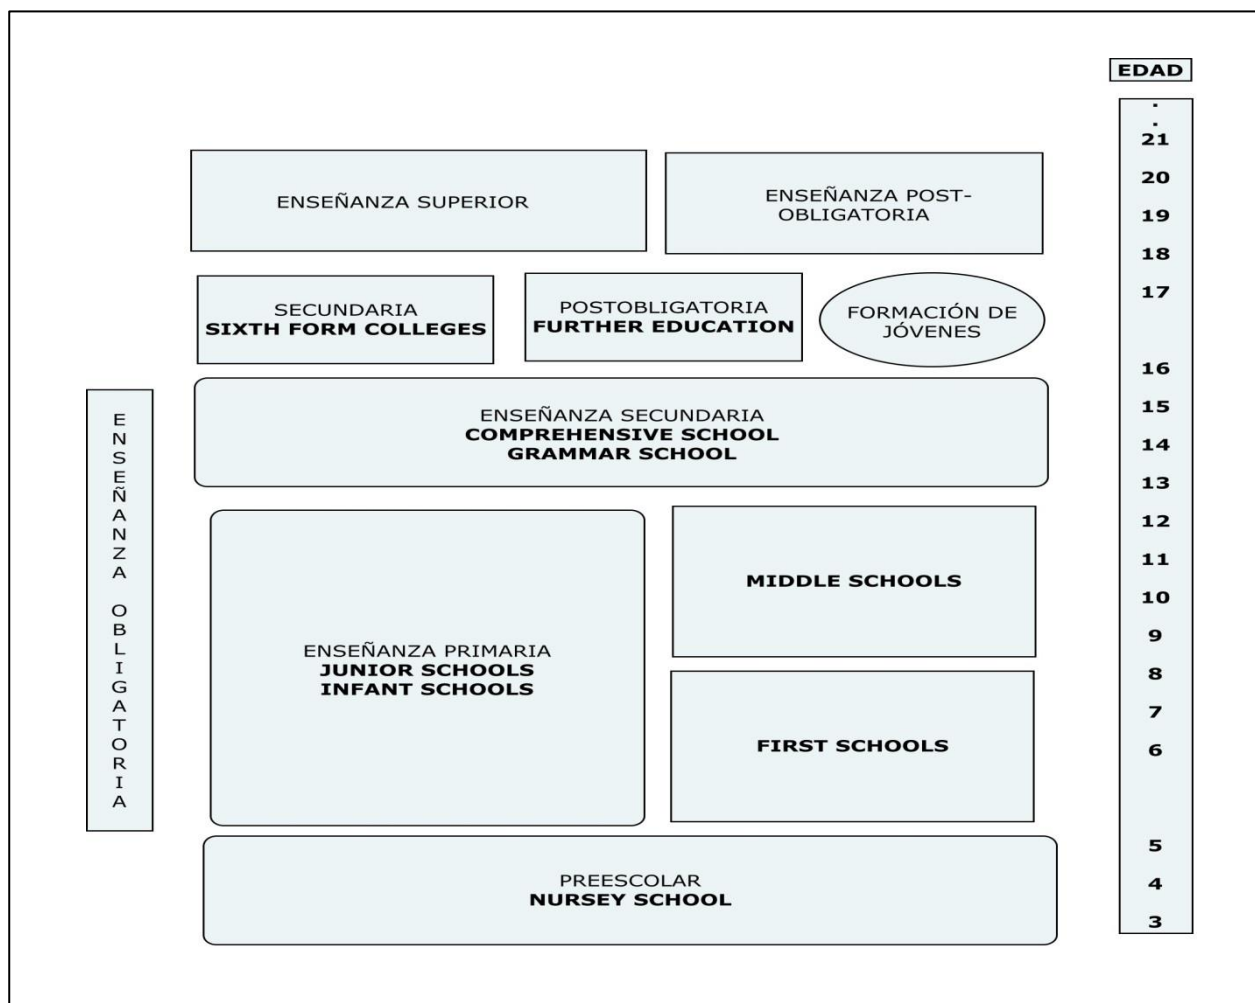 EDAD
.
.
21
20
19
18
17
16
15
14
13
12
11
10
9
8
7
6
5
4
3
ENSEÑANZA SUPERIOR
ENSEÑANZA POST-
OBLIGATORIA
SECUNDARIA
SIXTH FORM COLLEGES
POSTOBLIGATORIA
FURTHER EDUCATION
FORMACIÓN DE
JÓVENES
ENSEÑANZA SECUNDARIA
COMPREHENSIVE SCHOOL
GRAMMAR SCHOOL
ENSEÑANZA OBLIGATORIA
ENSEÑANZA PRIMARIA
JUNIOR SCHOOLS
INFANT SCHOOLS
MIDDLE SCHOOLS
FIRST SCHOOLS
PREESCOLAR
NURSEY SCHOOL